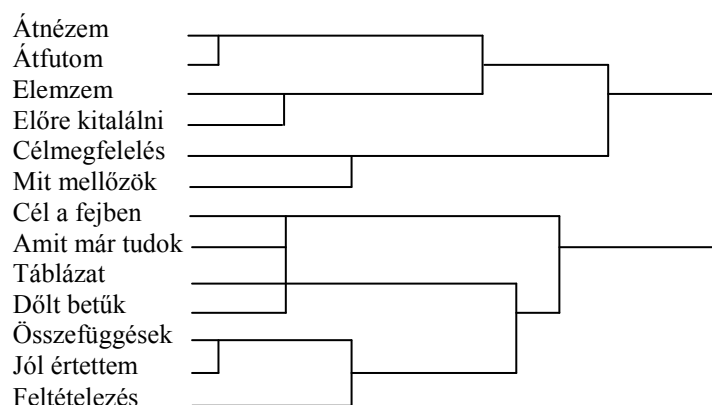 Átnézem
Átfutom
Elemzem
Előre kitalálni
Célmegfelelés
Mit mellőzök
Cél a fejben
Amit már tudok
Táblázat
Dőlt betűk
Összefüggések
Jól értettem
Feltételezés